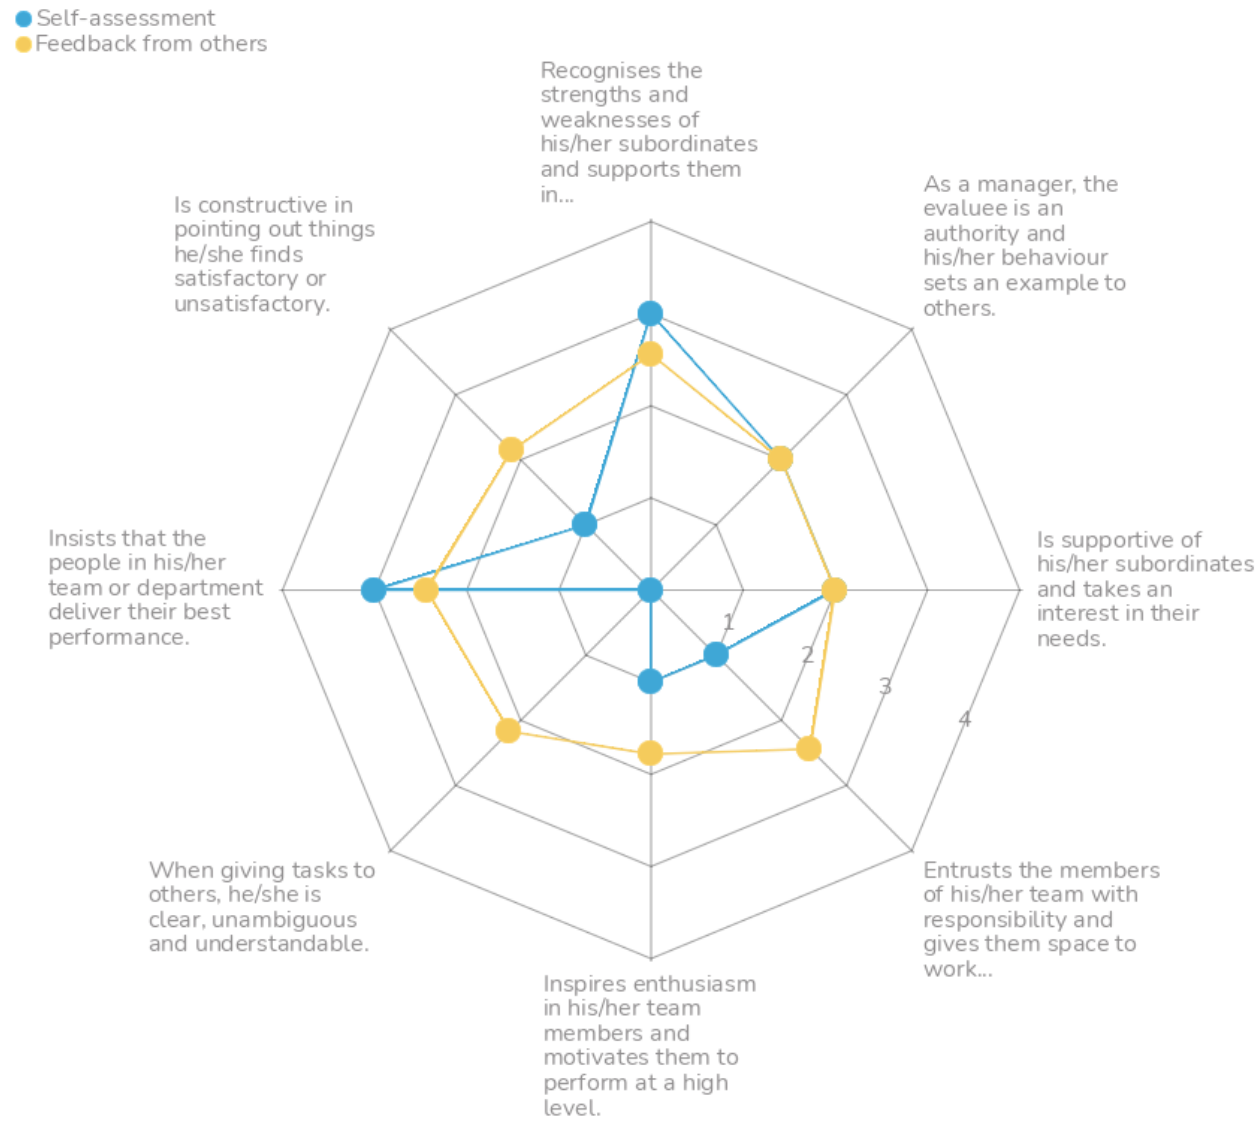 Self-assessment
Feedback from others
Recognises the
strengths and
weaknesses of
his/her subordinates
and supports them
in...
As a manager, the
evaluee is an
authority and
his/her behaviour
sets an example to
others.
Is constructive in
pointing out things
he/she finds
satisfactory or
unsatisfactory.
Insists that the
people in his/her
team or department
deliver their best
performance.
Is supportive of
his/her subordinates
and takes an
interest in their
needs.
1
2
3
4
When giving tasks to
others, he/she is
clear, unambiguous
and understandable.
Entrusts the members
of his/her team with
responsibility and
gives them space to
work...
Inspires enthusiasm
in his/her team
members and
motivates them to
perform at a high
level.